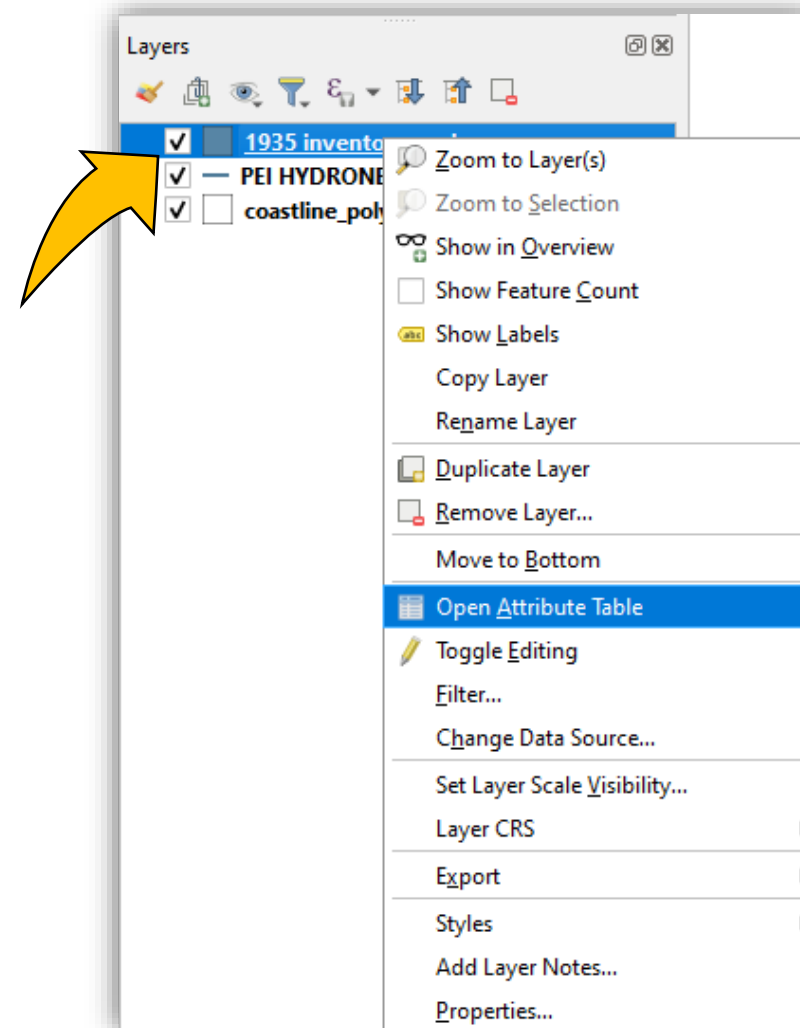 Layers
1935 invento
PEI HYDRONE
coastline_pol
Zoom to Layer(s)
Zoom to Selection
Show in Overview
Show Feature Count
abc Show Labels
Copy Layer
Rename Layer
Duplicate Layer
Remove Layer...
Move to Bottom
Open Attribute Table
Toggle Editing
Filter...
Change Data Source...
Set Layer Scale Visibility...
Layer CRS
Export
Styles
Add Layer Notes...
Properties...